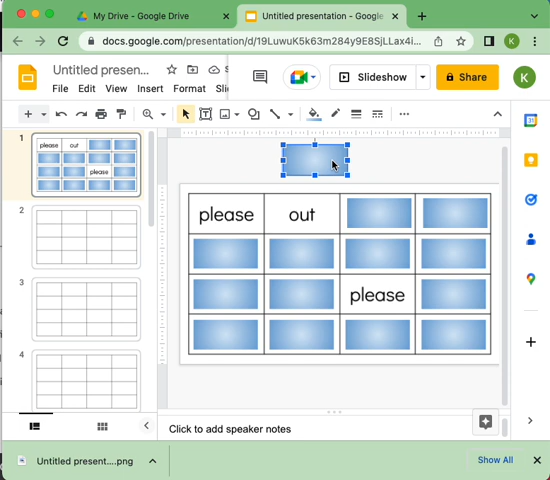 My Drive - Google Drive
Untitled presentation - Google
docs.google.com/presentation/d/19LuwuK5k63m284y9E8SjLLax4i...
K
Untitled presen...
S
File Edit View Insert Format Sli
Slideshow
Share
K
1
please out
please
2
3
4
please out
please
Click to add speaker notes
Untitled present....png
Show All